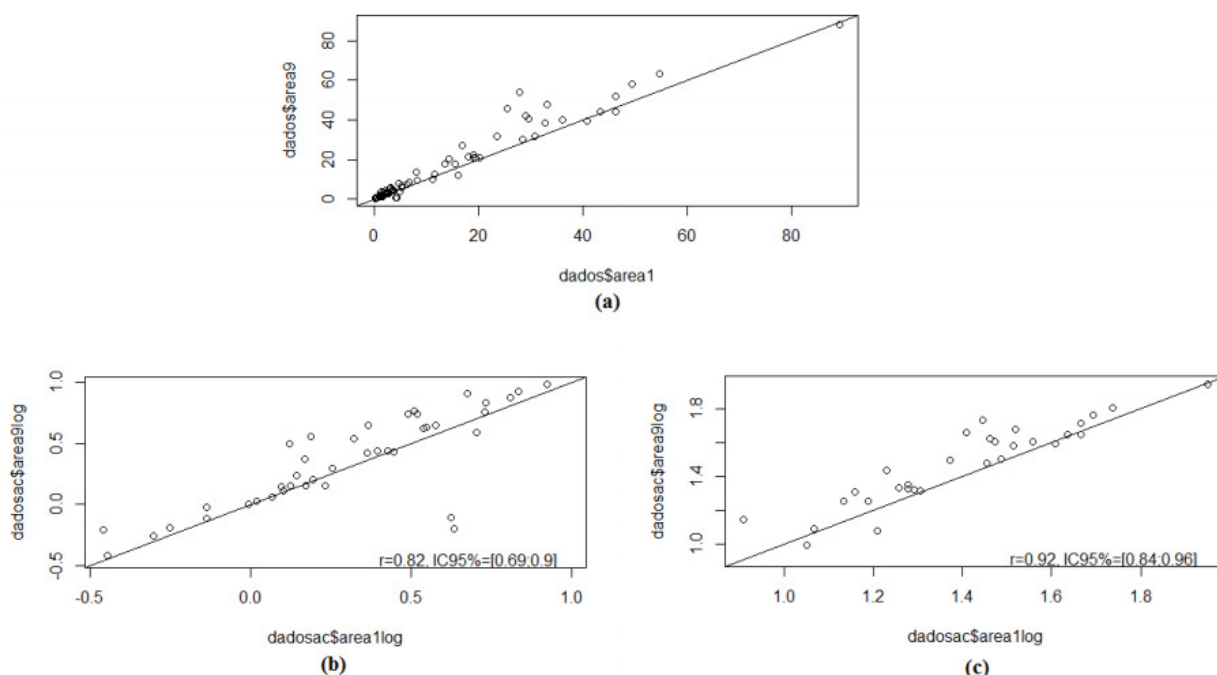 dados$area9
80
60
40
20
0
0 20 40 60 80
dados$area1
(a)
dadosac$area9log
1.0
0.5
0.0
-0.5
r=0.82, IC95%=[0.69;0.9]
-0.5 0.0 0.5 1.0
dadosac$area1log
(b)
dadosac$area9log
1.8
1.4
1.0
r=0.92, IC95%=[0.84;0.96]
1.0 1.2 1.4 1.6 1.8
dadosac$area1log
(c)